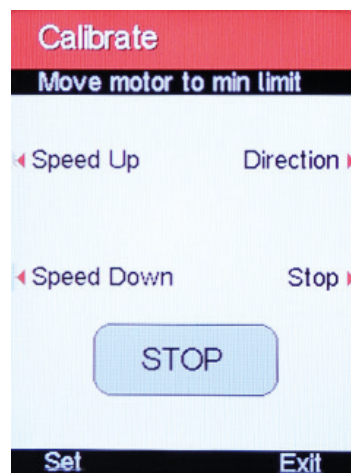 Calibrate
Move motor to min limit
Speed Up Direction
Speed Down Stop
STOP
Set Exit